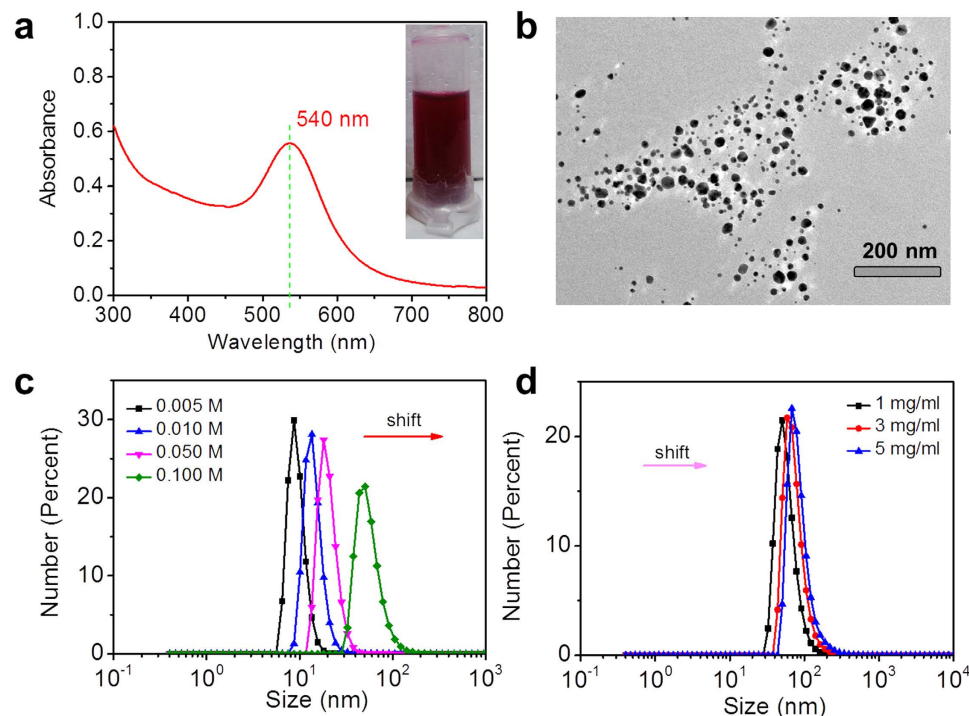 a
Absorbance
1.0
0.8
0.6
0.4
0.2
0.0
540 nm
300 400 500 600 700 800
Wavelength (nm)
b
200 nm
c
Number (Percent)
30
20
10
0
0.005 M
0.010 M
0.050 M
0.100 M
shift
10-1 100 101 102 103
Size (nm)
d
Number (Percent)
20
10
0
shift
1 mg/ml
3 mg/ml
5 mg/ml
10-1 100 101 102 103 104
Size (nm)